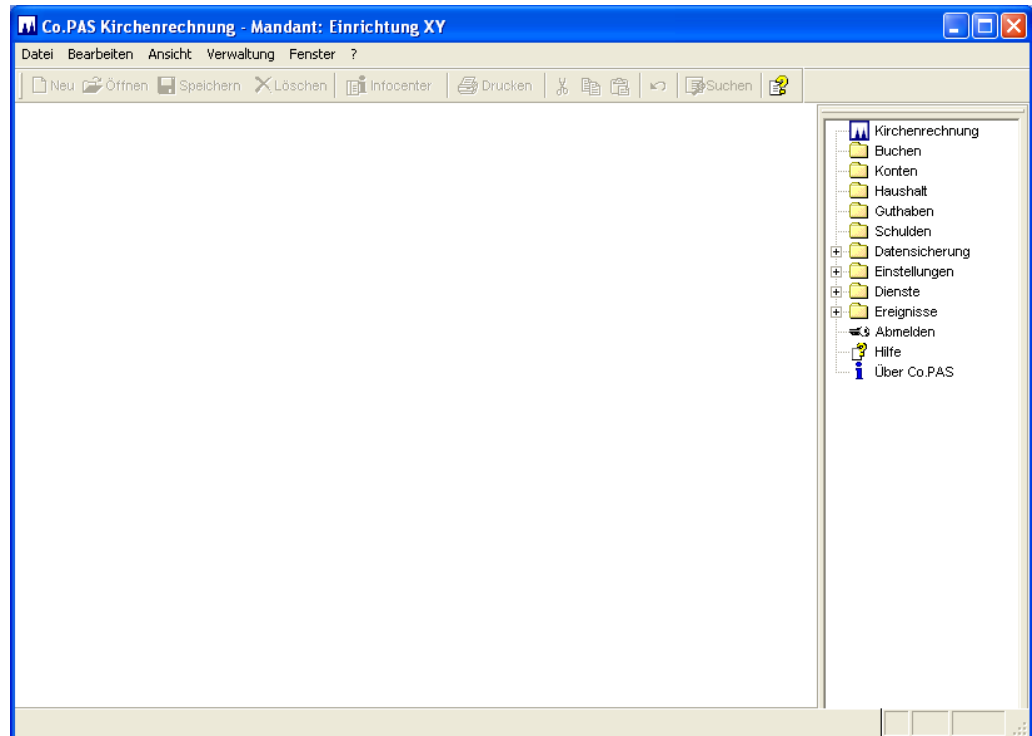 Co.PAS Kirchenrechnung - Mandant: Einrichtung XY
Datei Bearbeiten Ansicht Verwaltung Fenster ?
Neu Öffnen Speichern Löschen Infocenter Drucken Suchen
Kirchenrechnung
Buchen
Konten
Haushalt
Guthaben
Schulden
Datensicherung
Einstellungen
Dienste
Ereignisse
Abmelden
Hilfe
Über Co.PAS